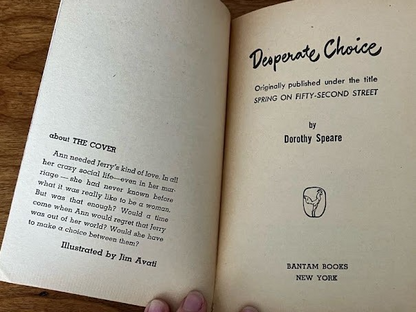 about THE COVER
Ann needed Jerry's kind of love. In all
her crazy social life—even in her mar-
riage—she had never known before
what it was really like to be a woman.
But was that enough? Would a time
come when Ann would regret that Jerry
was out of her world? Would she have
to make a choice between them?
Illustrated by Jim Avati
Desperate Choice
Originally published under the title
SPRING ON FIFTY-SECOND STREET
by
Dorothy Speare
BANTAM BOOKS
NEW YORK